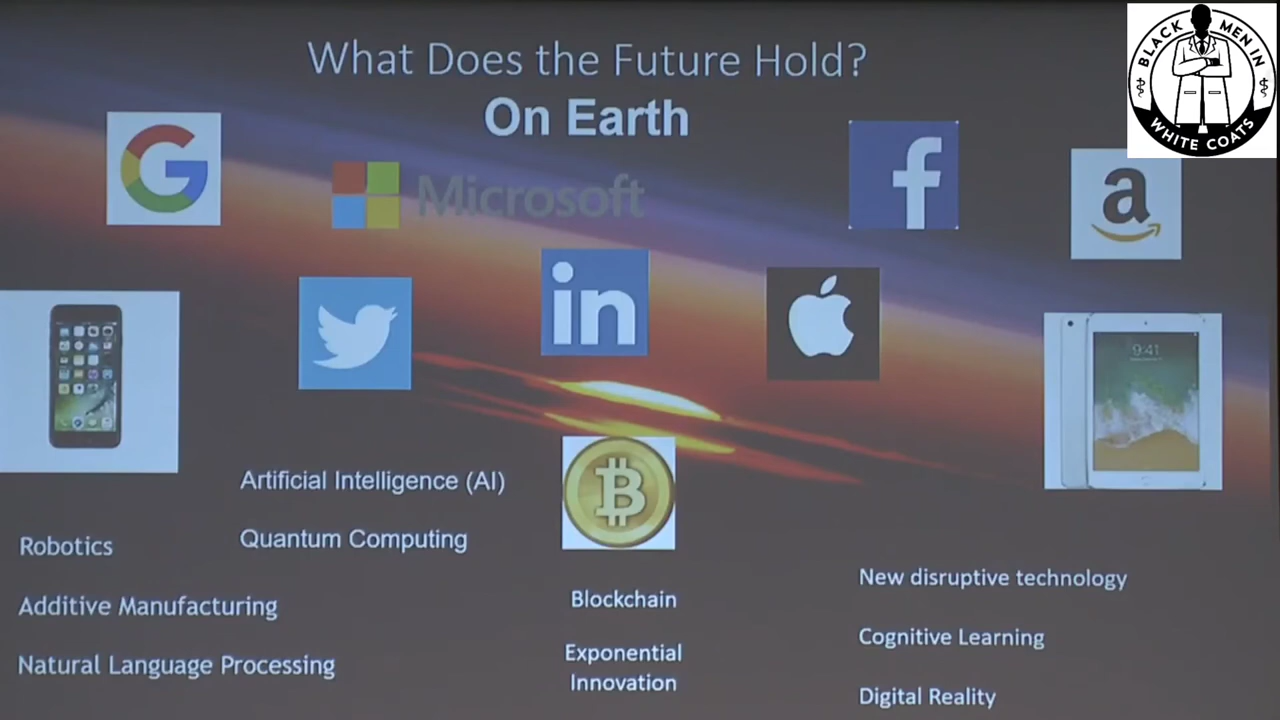 What Does the Future Hold?
On Earth
BLACK MEN IN
WHITE COATS
G
Microsoft
f
a
in
9:41
B
Artificial Intelligence (AI)
Quantum Computing
Robotics
Additive Manufacturing
Natural Language Processing
Blockchain
Exponential
Innovation
New disruptive technology
Cognitive Learning
Digital Reality